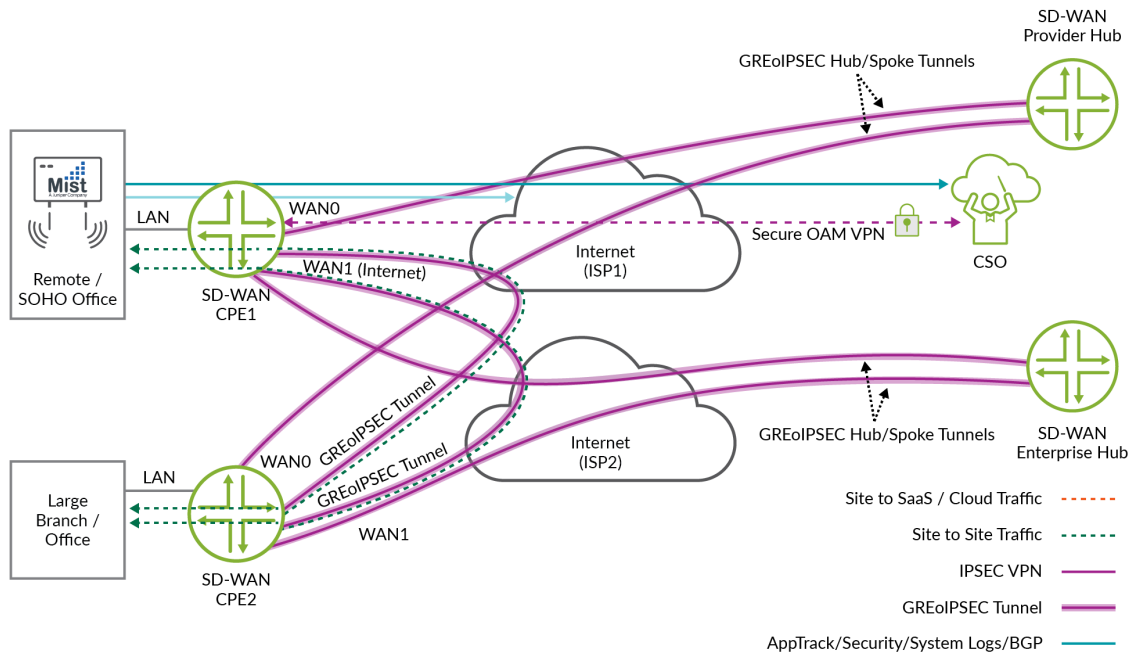 SD-WAN
Provider Hub
GREoIPSEC Hub/Spoke Tunnels
Mist
A Juniper Company
LAN
WAN0
Secure OAM VPN
CSO
Internet
(ISP1)
WAN1 (Internet)
Remote /
SOHO Office
SD-WAN
CPE1
GREoIPSEC Tunnel
GREoIPSEC Tunnel
Internet
(ISP2)
GREoIPSEC Hub/Spoke Tunnels
SD-WAN
Enterprise Hub
WAN0
LAN
Large
Branch /
Office
WAN1
SD-WAN
CPE2
Site to SaaS / Cloud Traffic
Site to Site Traffic
IPSEC VPN
GREoIPSEC Tunnel
AppTrack/Security/System Logs/BGP